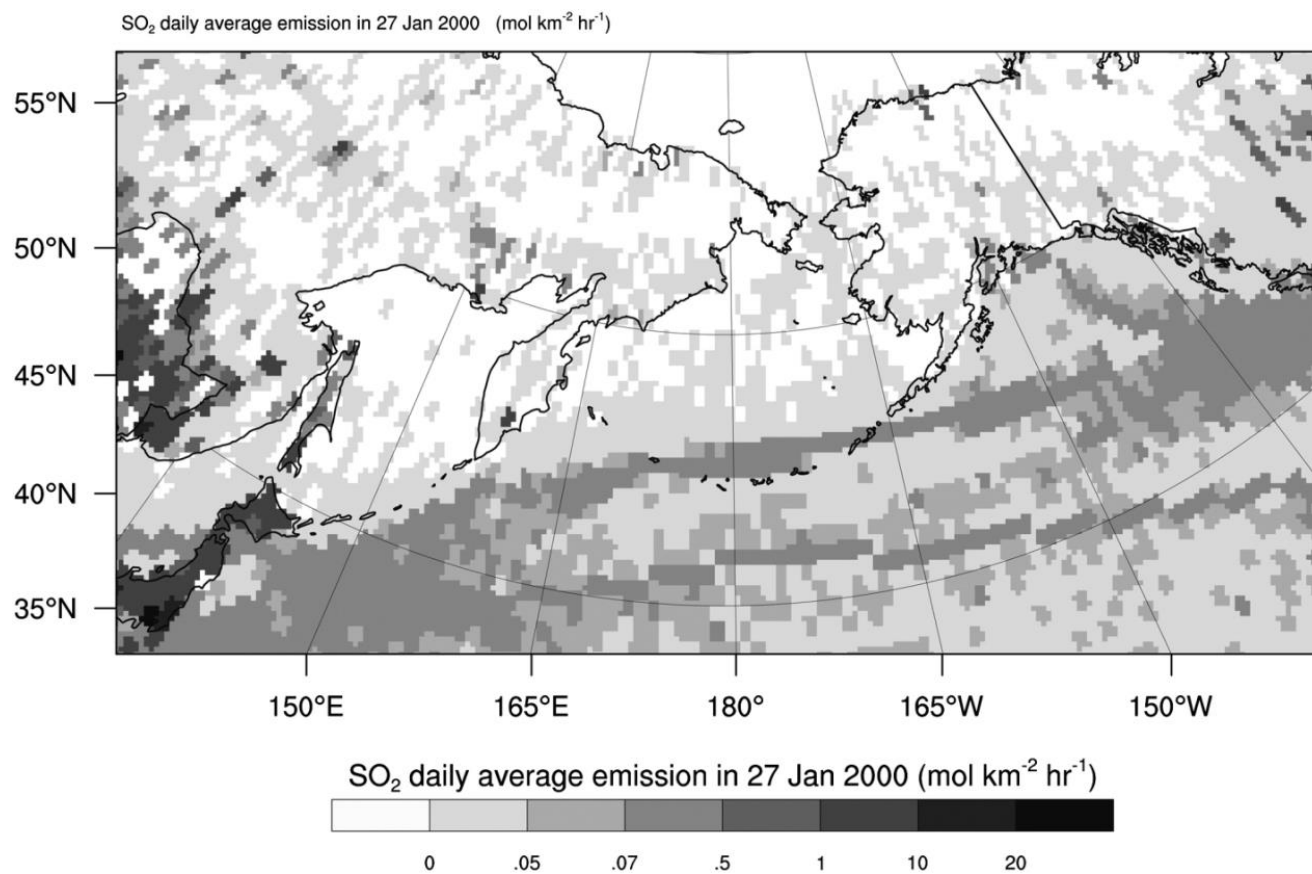 SO₂ daily average emission in 27 Jan 2000 (mol km⁻² hr⁻¹)
55°N
50°N
45°N
40°N
35°N
150°E 165°E 180° 165°W 150°W
SO₂ daily average emission in 27 Jan 2000 (mol km⁻² hr⁻¹)
0 .05 .07 .5 1 10 20